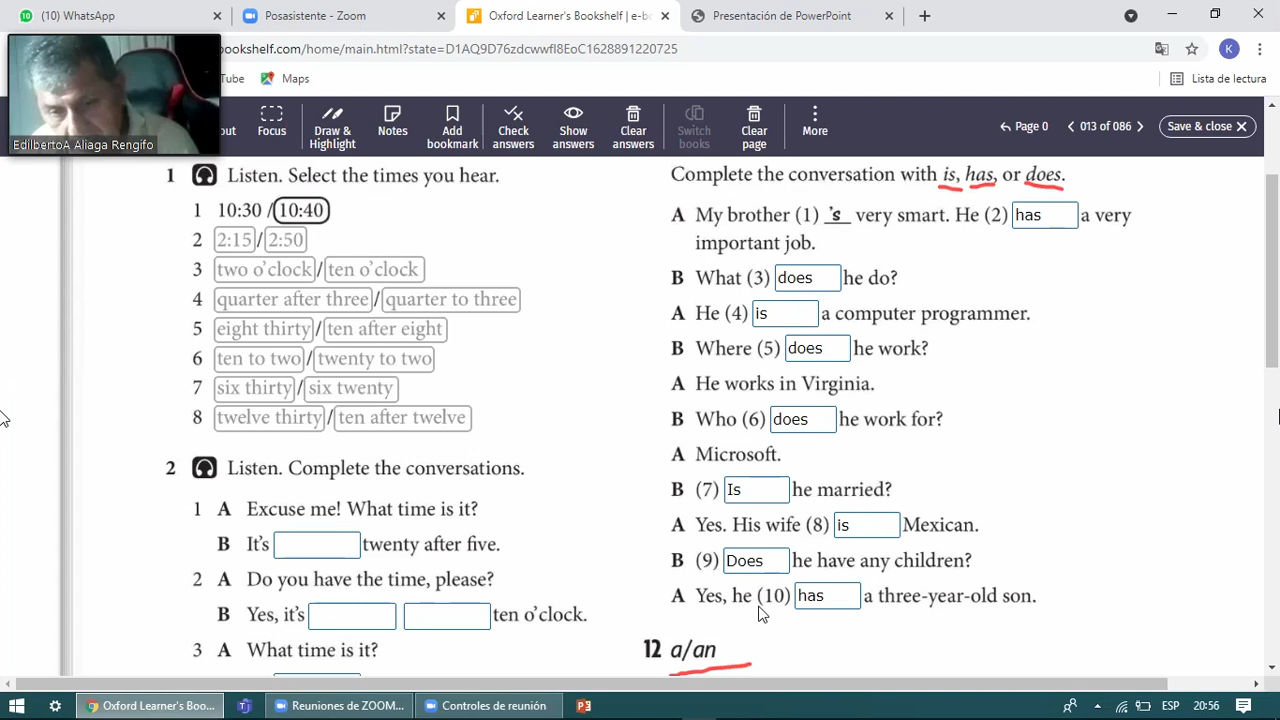 (10) WhatsApp
Posasistente - Zoom
Oxford Learner's Bookshelf | e-bo
Presentación de PowerPoint
okshelf.com/home/main.html?state=D1AQ9D76zdcwwfI8EoC1628891220725
K
Tube
Maps
Lista de lectura
out
Focus
Draw & Highlight
Notes
Add bookmark
Check answers
Show answers
Clear answers
Switch books
Clear page
More
Page 0
013 of 086
Save & close
EdilbertoA Aliaga Rengifo
1 Listen. Select the times you hear.
1 10:30 / 10:40
2 2:15 / 2:50
3 two o'clock / ten o'clock
4 quarter after three / quarter to three
5 eight thirty / ten after eight
6 ten to two / twenty to two
7 six thirty / six twenty
8 twelve thirty / ten after twelve
2 Listen. Complete the conversations.
1 A Excuse me! What time is it?
B It's twenty after five.
2 A Do you have the time, please?
B Yes, it's ten o'clock.
3 A What time is it?
Complete the conversation with is, has, or does.
A My brother (1) 's very smart. He (2) has a very
important job.
B What (3) does he do?
A He (4) is a computer programmer.
B Where (5) does he work?
A He works in Virginia.
B Who (6) does he work for?
A Microsoft.
B (7) Is he married?
A Yes. His wife (8) is Mexican.
B (9) Does he have any children?
A Yes, he (10) has a three-year-old son.
12 a/an
Oxford Learner's Boo...
Reuniones de ZOOM...
Controles de reunión
ESP
20:56